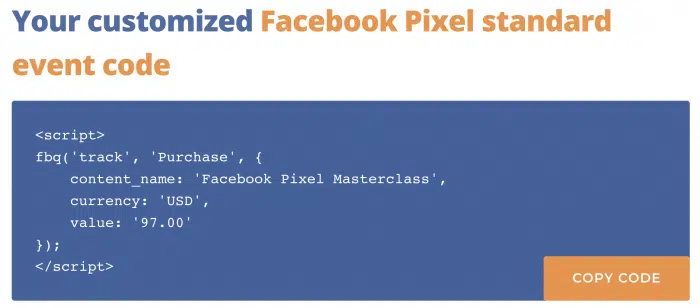 Your customized Facebook Pixel standard
event code
<script>
fbq('track', 'Purchase', {
    content_name: 'Facebook Pixel Masterclass',
    currency: 'USD',
    value: '97.00'
});
</script>
COPY CODE